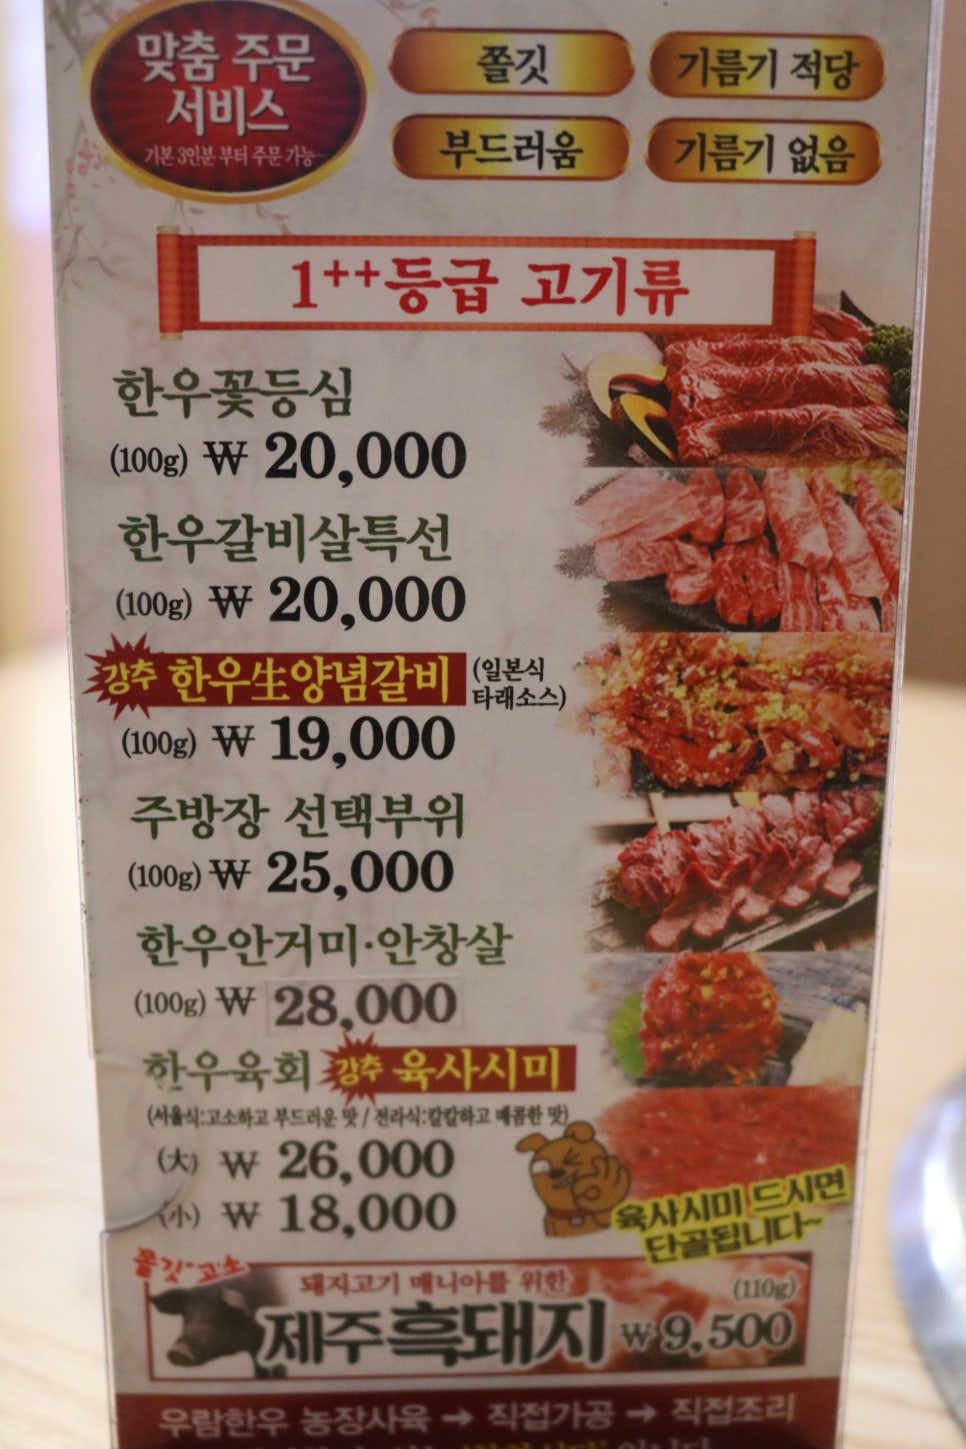 맞춤 주문
서비스
기본 3인분 부터 주문 가능~
쫄깃
기름기 적당
부드러움
기름기 없음
1++등급 고기류
한우꽃등심
(100g) ₩ 20,000
한우갈비살특선
(100g) ₩ 20,000
강추 한우生양념갈비 (일본식
타래소스)
(100g) ₩ 19,000
주방장 선택부위
(100g) ₩ 25,000
한우안거미·안창살
(100g) ₩ 28,000
한우육회 강추 육사시미
(서울식:고소하고 부드러운 맛 / 전라식:칼칼하고 매콤한 맛)
(大) ₩ 26,000
(小) ₩ 18,000
육사시미 드시면
단골됩니다~
쫄깃~고소
돼지고기 매니아를 위한
(110g)
제주흑돼지 ₩ 9,500
우람한우 농장사육 → 직접가공 → 직접조리